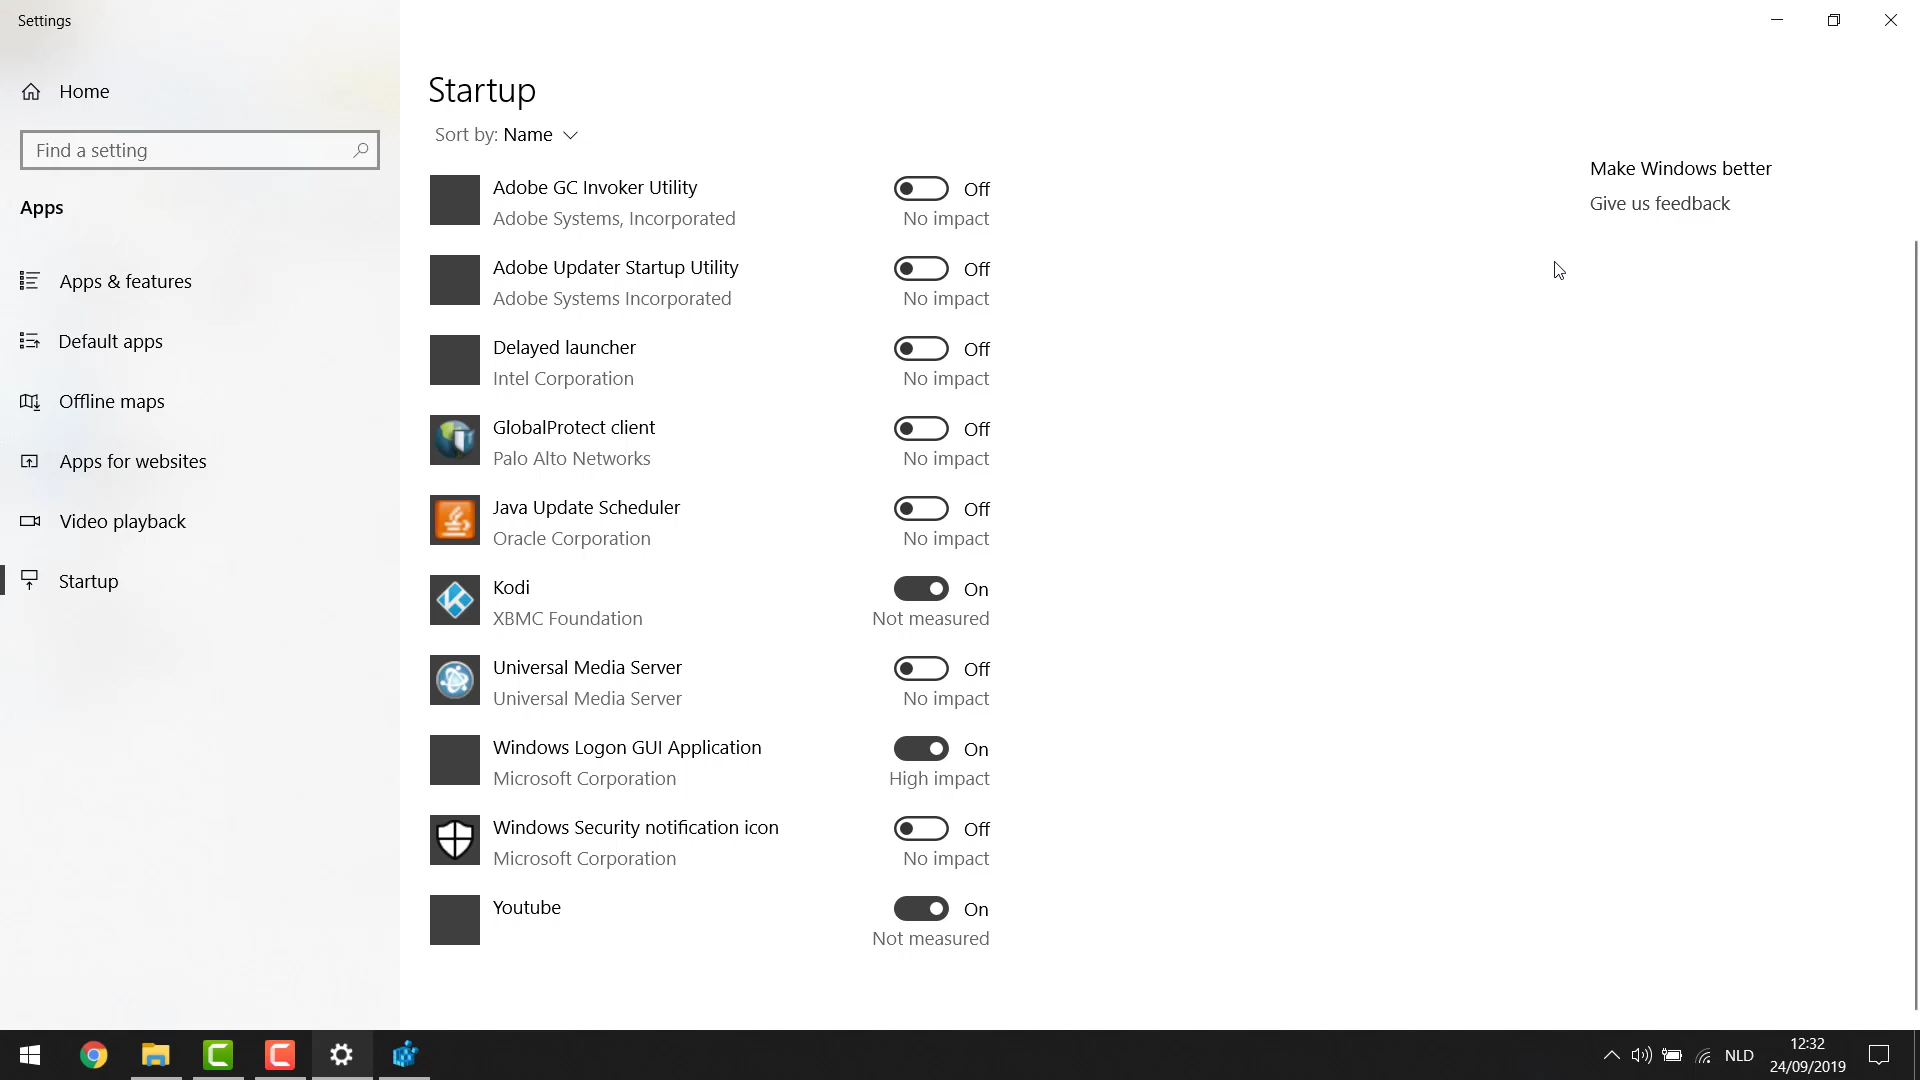 Settings
Home
Find a setting
Apps
Apps & features
Default apps
Offline maps
Apps for websites
Video playback
Startup
Startup
Sort by: Name
Adobe GC Invoker Utility
Off
Adobe Systems, Incorporated
No impact
Adobe Updater Startup Utility
Off
Adobe Systems Incorporated
No impact
Delayed launcher
Off
Intel Corporation
No impact
GlobalProtect client
Off
Palo Alto Networks
No impact
Java Update Scheduler
Off
Oracle Corporation
No impact
Kodi
On
XBMC Foundation
Not measured
Universal Media Server
Off
Universal Media Server
No impact
Windows Logon GUI Application
On
Microsoft Corporation
High impact
Windows Security notification icon
Off
Microsoft Corporation
No impact
Youtube
On
Not measured
Make Windows better
Give us feedback
NLD
12:32
24/09/2019